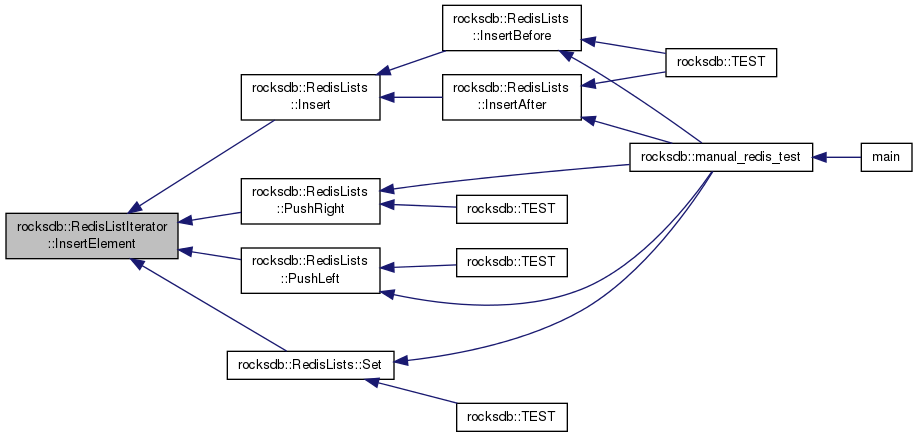 rocksdb::RedisLists
::InsertBefore
rocksdb::TEST
rocksdb::RedisLists
::Insert
rocksdb::RedisLists
::InsertAfter
rocksdb::manual_redis_test
main
rocksdb::RedisLists
::PushRight
rocksdb::TEST
rocksdb::RedisListIterator
::InsertElement
rocksdb::RedisLists
::PushLeft
rocksdb::TEST
rocksdb::RedisLists::Set
rocksdb::TEST